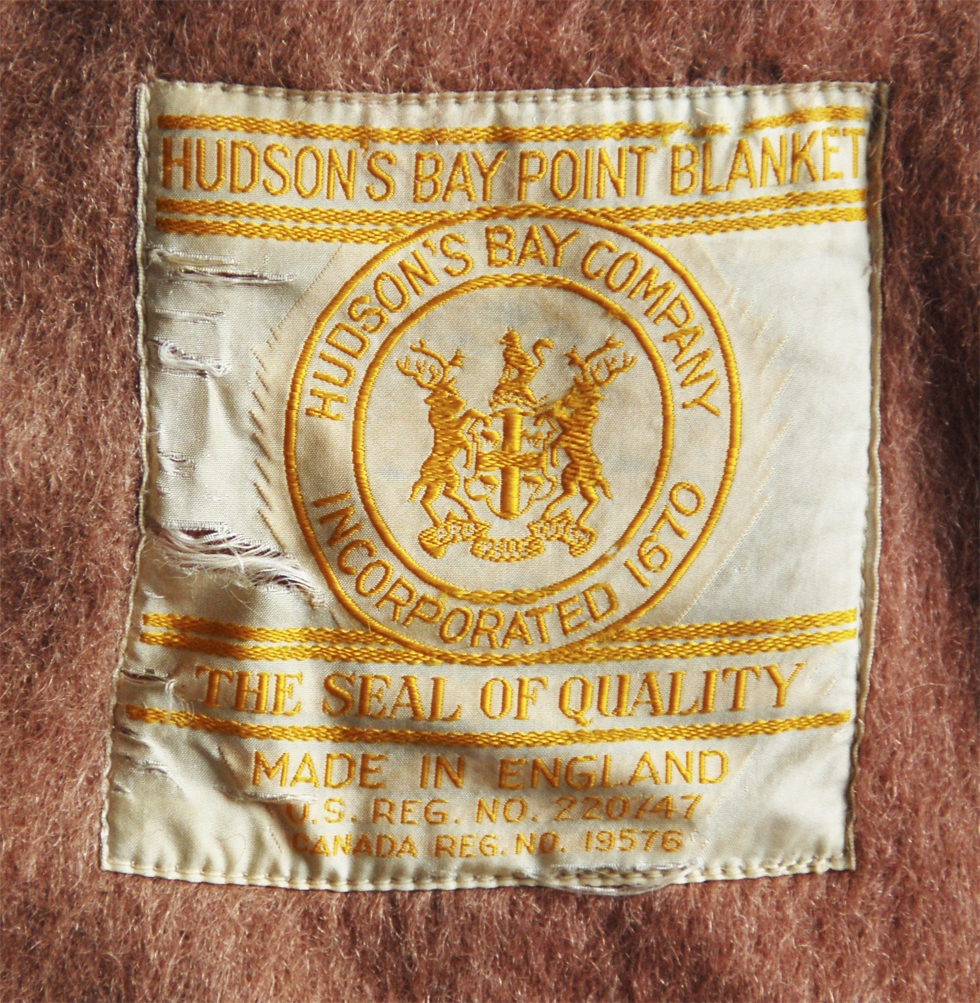 HUDSON'S BAY POINT BLANKET
HUDSON'S BAY COMPANY
INCORPORATED 1670
THE SEAL OF QUALITY
MADE IN ENGLAND
U.S. REG. NO. 220747
CANADA REG. NO. 19576